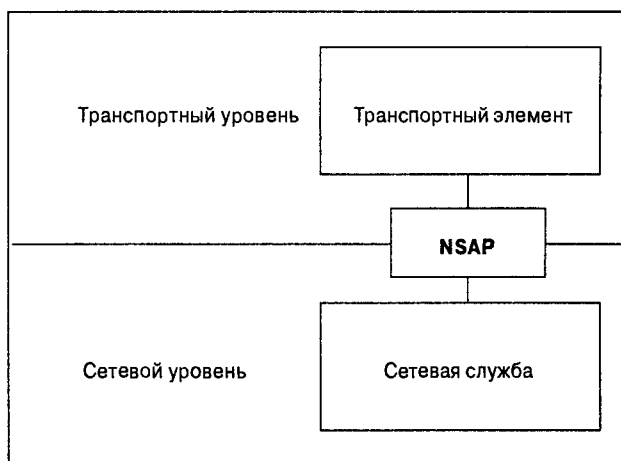 Транспортный уровень
Транспортный элемент
NSAP
Сетевой уровень
Сетевая служба